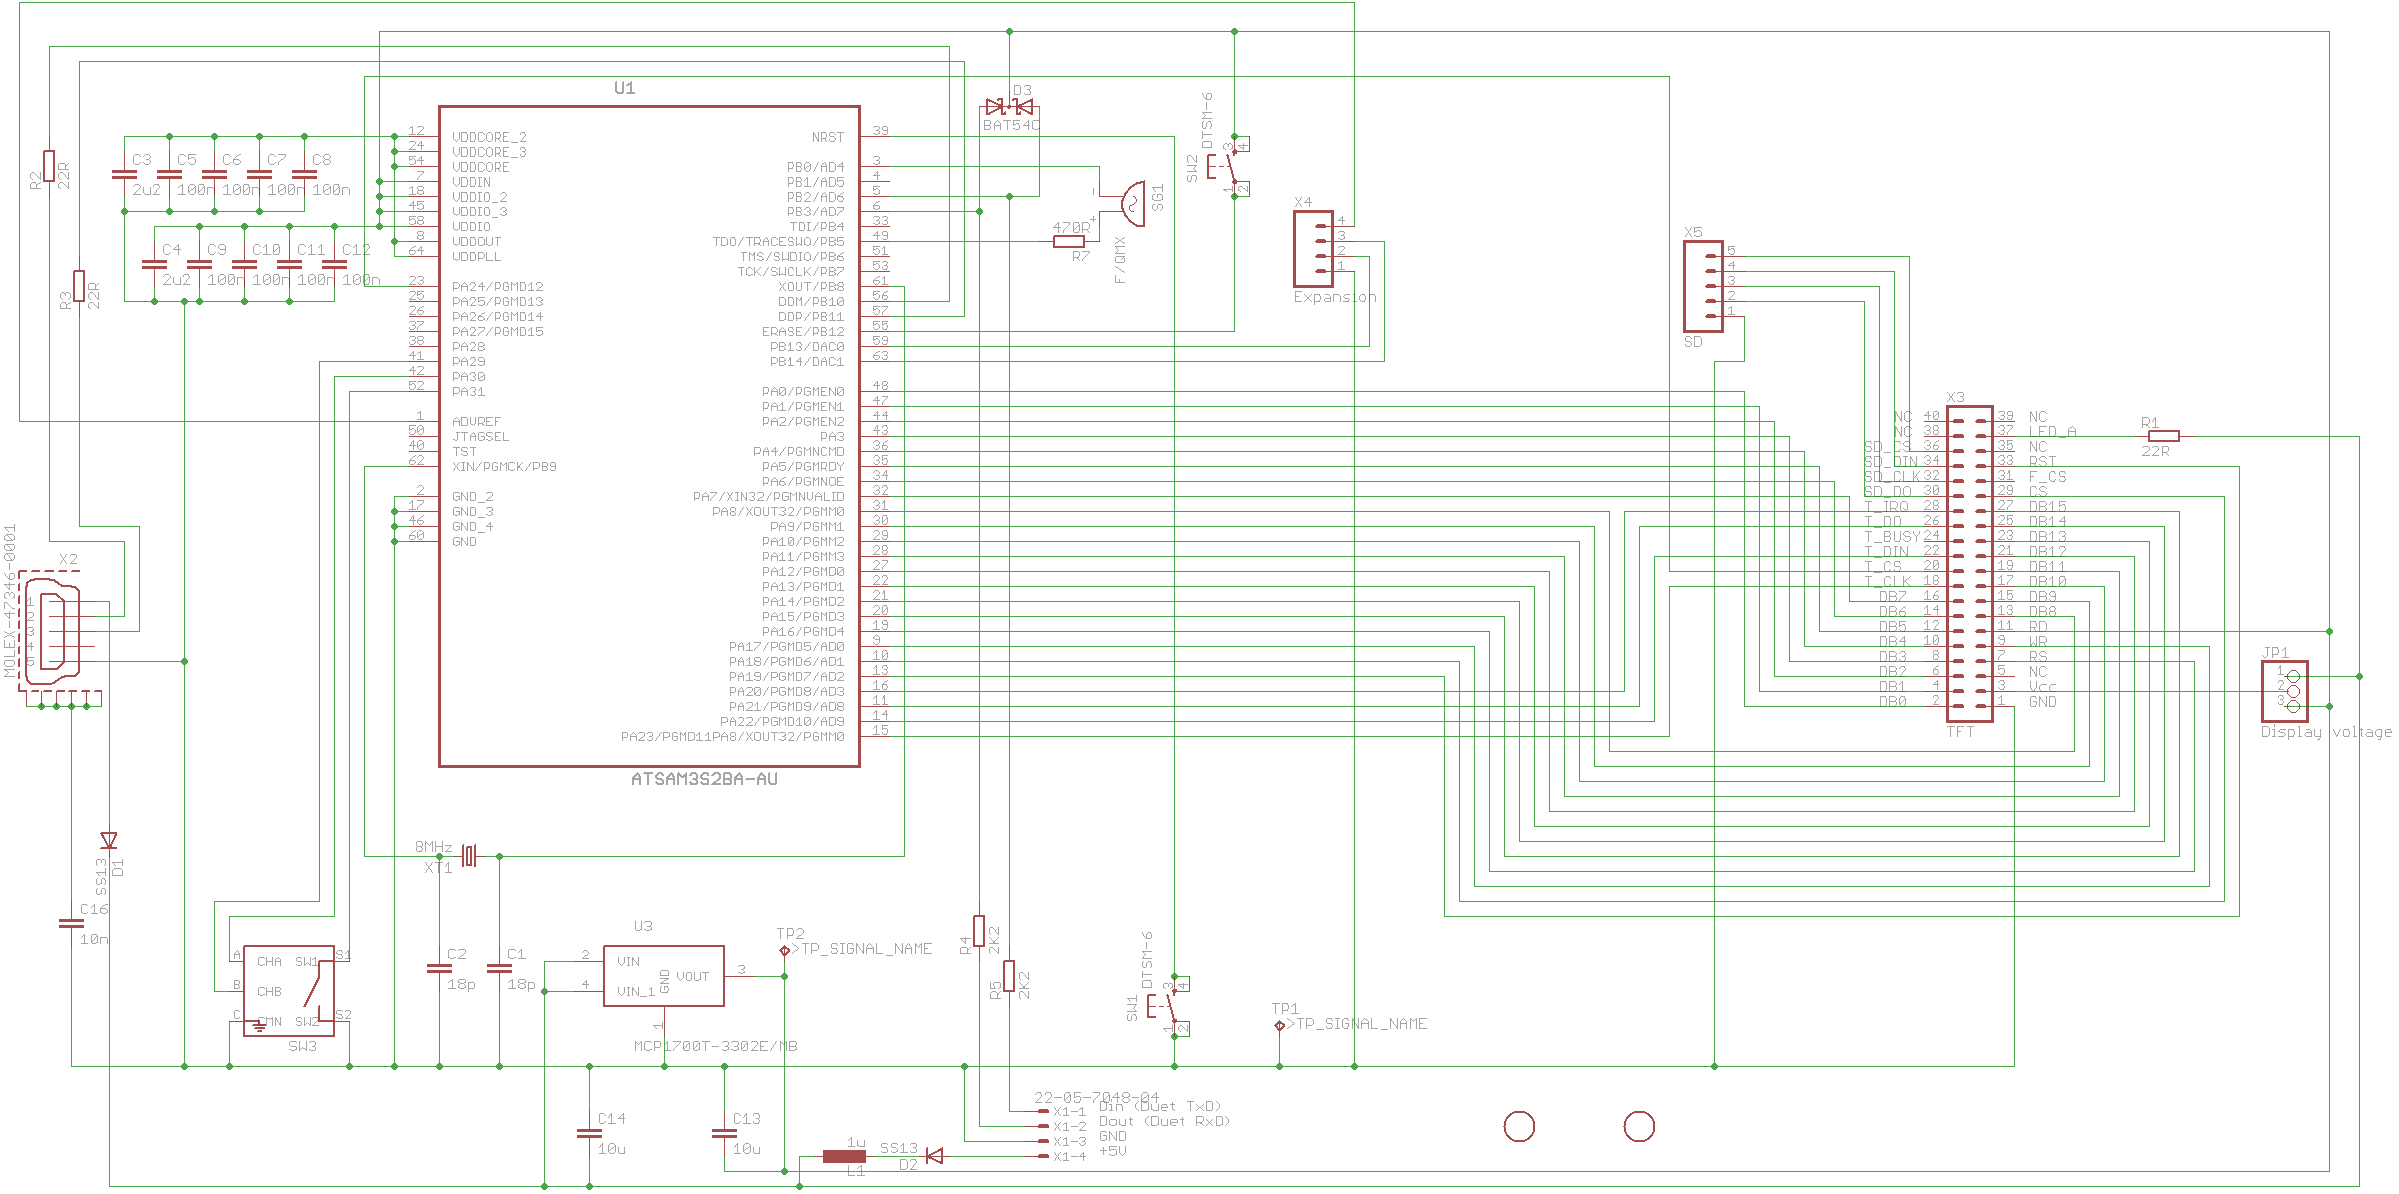 U1
12 VDDCORE_2
24 VDDCORE_3
54 VDDCORE
7 VDDIN
18 VDDIO_2
45 VDDIO_3
58 VDDIO
8 VDDOUT
64 VDDPLL
23 PA24/PGMD12
25 PA25/PGMD13
26 PA26/PGMD14
37 PA27/PGMD15
38 PA28
41 PA29
42 PA30
52 PA31
1 ADVREF
50 JTAGSEL
40 TST
62 XIN/PGMCK/PB9
2 GND_2
17 GND_3
46 GND_4
60 GND
NRST 39
PB0/AD4 3
PB1/AD5 4
PB2/AD6 5
PB3/AD7 6
TDI/PB4 33
TDO/TRACESWO/PB5 49
TMS/SWDIO/PB6 51
TCK/SWCLK/PB7 53
XOUT/PB8 61
DDM/PB10 56
DDP/PB11 57
ERASE/PB12 55
PB13/DAC0 59
PB14/DAC1 63
PA0/PGMEN0 48
PA1/PGMEN1 47
PA2/PGMEN2 44
PA3 43
PA4/PGMNCMD 36
PA5/PGMRDY 35
PA6/PGMNOE 34
PA7/XIN32/PGMNVALID 32
PA8/XOUT32/PGMM0 31
PA9/PGMM1 30
PA10/PGMM2 29
PA11/PGMM3 28
PA12/PGMD0 27
PA13/PGMD1 22
PA14/PGMD2 21
PA15/PGMD3 20
PA16/PGMD4 19
PA17/PGMD5/AD0 9
PA18/PGMD6/AD1 10
PA19/PGMD7/AD2 13
PA20/PGMD8/AD3 16
PA21/PGMD9/AD8 11
PA22/PGMD10/AD9 14
PA23/PGMD11PA8/XOUT32/PGMM0 15
ATSAM3S2BA-AU
R2 22R
R3 22R
C3 C5 C6 C7 C8
2u2 100n 100n 100n 100n
C4 C9 C10 C11 C12
2u2 100n 100n 100n 100n
D3
BAT54C
SG1
F/QMX
- +
470R
R7
DTSM-6
SW2
3 4
1 2
X4
4
3
2
1
Expansion
X5
5
4
3
2
1
SD
X3
NC 40 39 NC
NC 38 37 LED_A
SD_CS 36 35 NC
SD_DIN 34 33 RST
SD_CLK 32 31 F_CS
SD_DO 30 29 CS
T_IRQ 28 27 DB15
T_DO 26 25 DB14
T_BUSY 24 23 DB13
T_DIN 22 21 DB12
T_CS 20 19 DB11
T_CLK 18 17 DB10
DB7 16 15 DB9
DB6 14 13 DB8
DB5 12 11 RD
DB4 10 9 WR
DB3 8 7 RS
DB2 6 5 NC
DB1 4 3 Vcc
DB0 2 1 GND
TFT
R1
22R
JP1
1
2
3
Display voltage
X2
MOLEX-47346-0001
1
2
3
4
5
SS13
D1
C16
10n
8MHz
XT1
A CHA SW1 S1
B CHB
C CMN SW2 S2
SW3
C2
18p
C1
18p
U3
2 VIN
4 VIN_1
GND
VOUT 3
1
MCP1700T-3302E/MB
TP2
>TP_SIGNAL_NAME
R4 2K2
R5 2K2
DTSM-6
SW1
3 4
1 2
TP1
>TP_SIGNAL_NAME
C14
10u
C13
10u
1u
L1
SS13
D2
22-05-7048-04
X1-1 Din (Duet TxD)
X1-2 Dout (Duet RxD)
X1-3 GND
X1-4 +5V